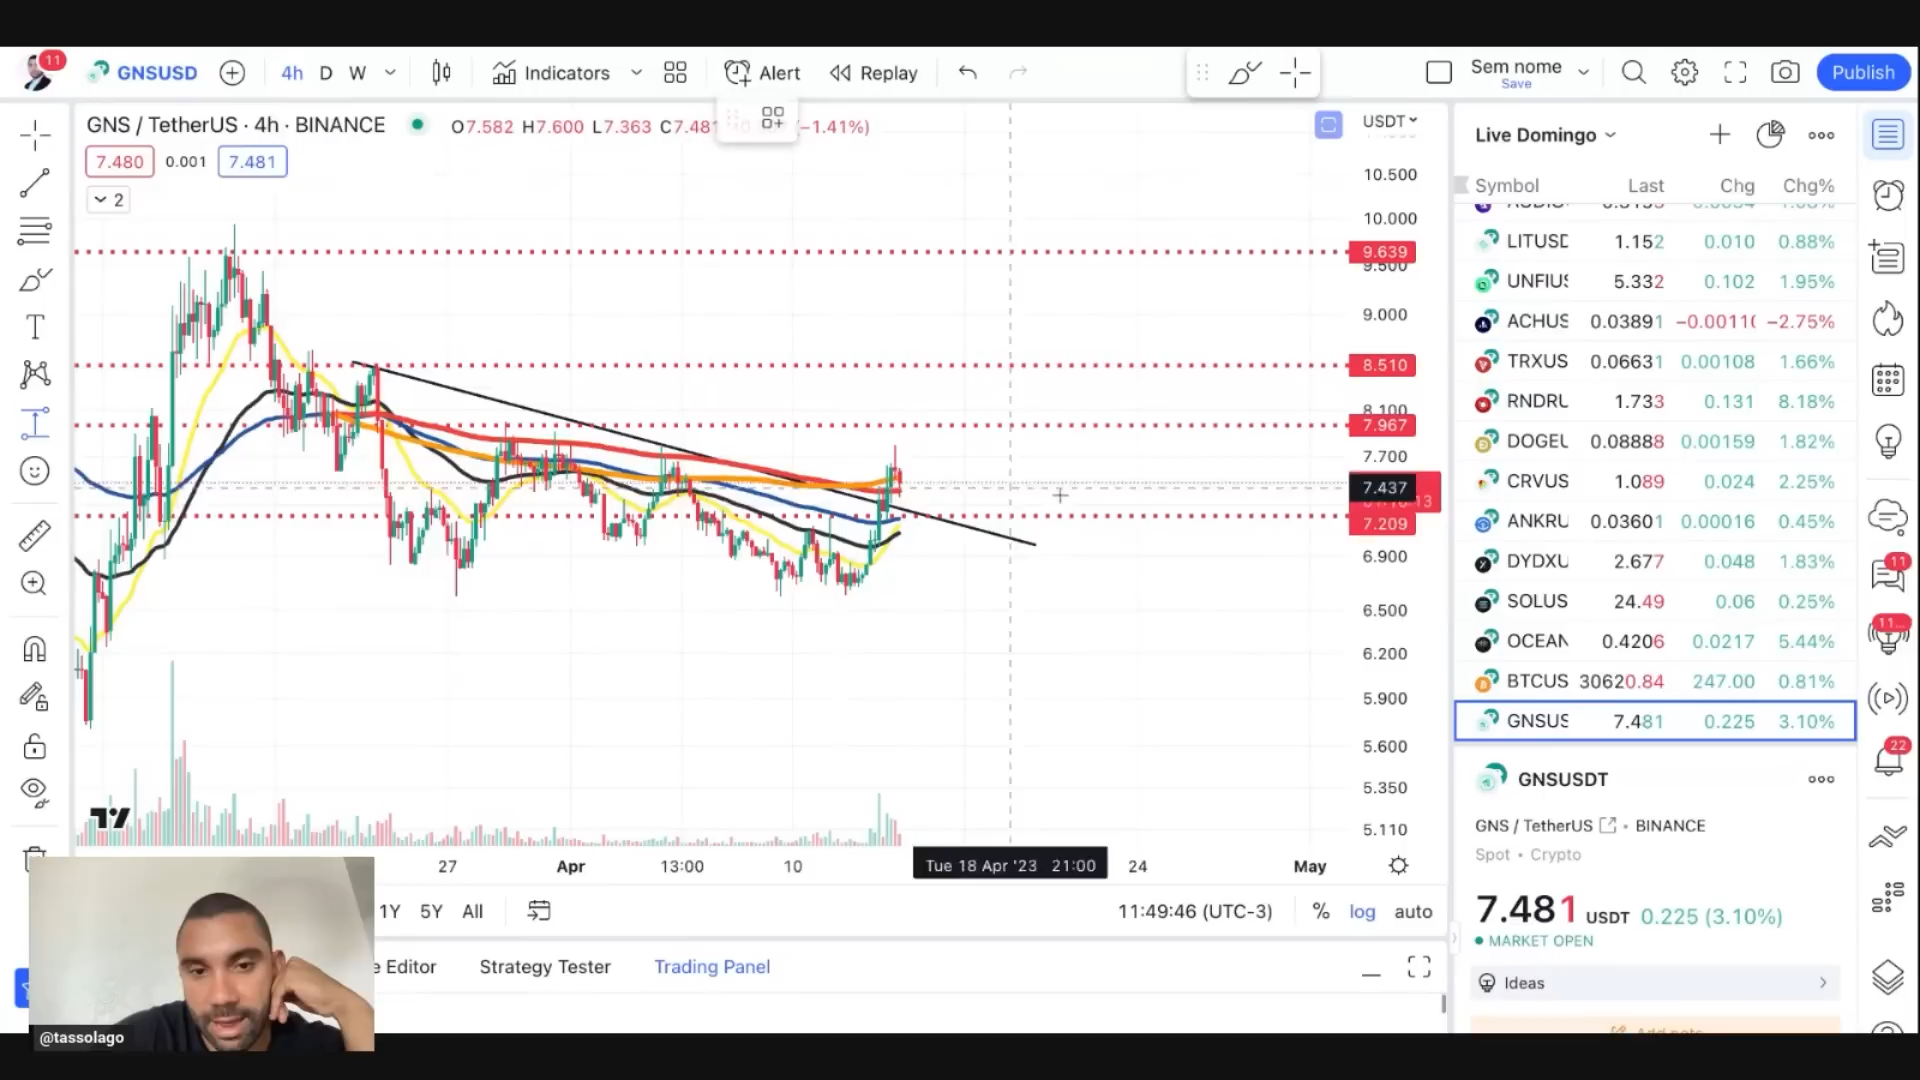 11
GNSUSD
4h D W
Indicators
Alert
Replay
Sem nome
Save
Publish
GNS / TetherUS · 4h · BINANCE
O7.582 H7.600 L7.363 C7.481
−1.41%)
USDT
7.480 0.001 7.481
2
10.500
10.000
9.639
9.500
9.000
8.510
8.100
7.967
7.700
7.437
13
7.209
6.900
6.500
6.200
5.900
5.600
5.350
5.110
27 Apr 13:00 10 Tue 18 Apr '23 21:00 24 May
1Y 5Y All
11:49:46 (UTC-3) % log auto
e Editor Strategy Tester Trading Panel
@tassolago
Live Domingo
Symbol Last Chg Chg%
LITUSD 1.152 0.010 0.88%
UNFIUS 5.332 0.102 1.95%
ACHUS 0.03891 −0.0011 −2.75%
TRXUS 0.06631 0.00108 1.66%
RNDRU 1.733 0.131 8.18%
DOGEU 0.08888 0.00159 1.82%
CRVUS 1.089 0.024 2.25%
ANKRU 0.03601 0.00016 0.45%
DYDXU 2.677 0.048 1.83%
SOLUS 24.49 0.06 0.25%
OCEAN 0.4206 0.0217 5.44%
BTCUS 30620.84 247.00 0.81%
GNSUS 7.481 0.225 3.10%
GNSUSDT
GNS / TetherUS • BINANCE
Spot • Crypto
7.481 USDT 0.225 (3.10%)
MARKET OPEN
Ideas
11
11...
22